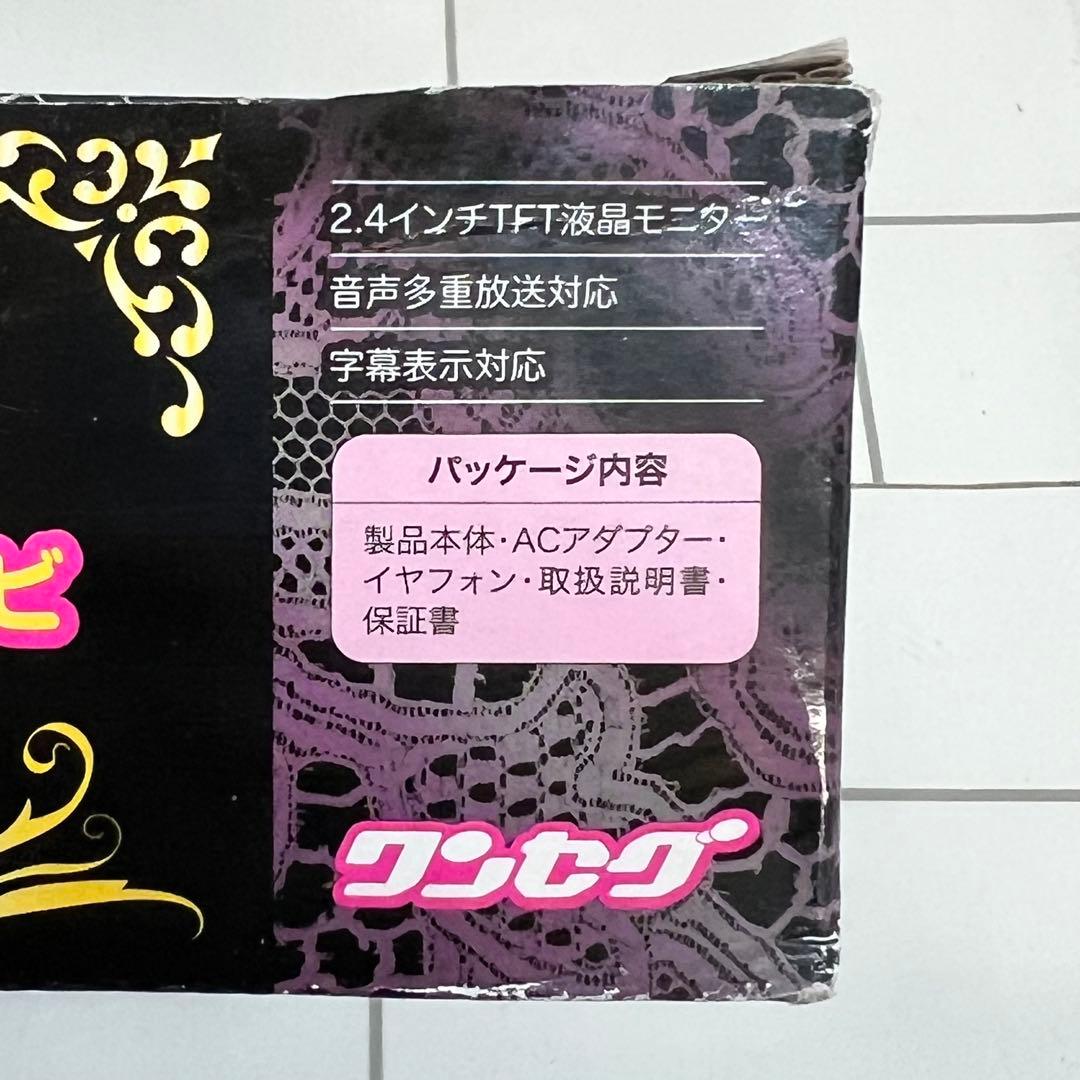 2.4インチTFT液晶モニター
音声多重放送対応
字幕表示対応
パッケージ内容
製品本体・ACアダプター・
イヤフォン・取扱説明書・
保証書
ビ
ワンセグ